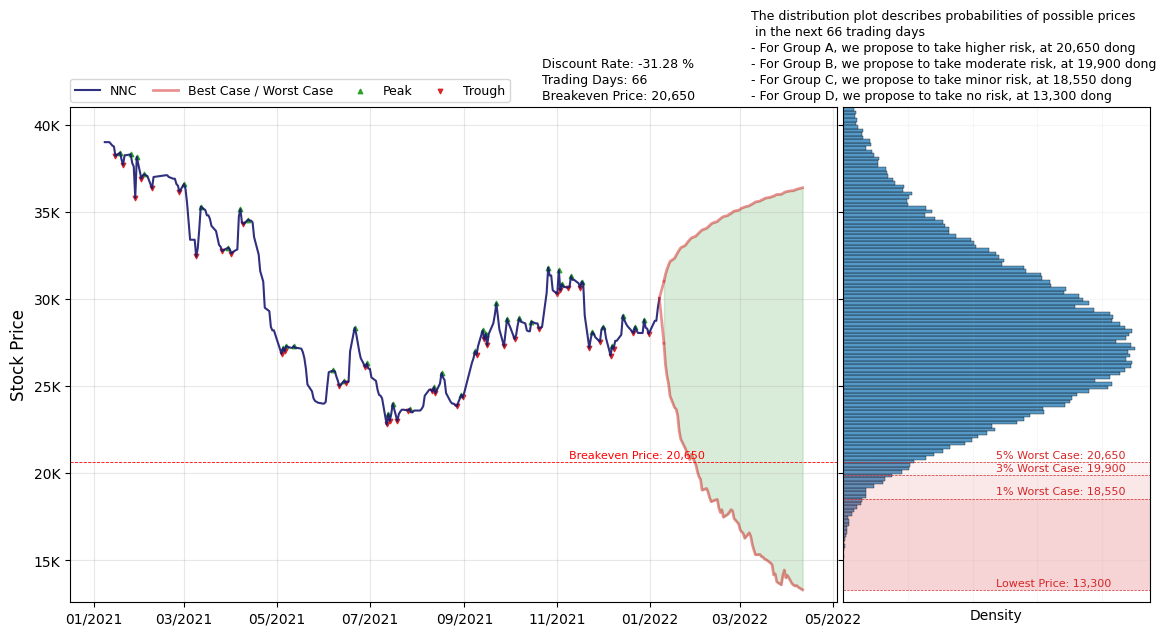 The distribution plot describes probabilities of possible prices
in the next 66 trading days
- For Group A, we propose to take higher risk, at 20,650 dong
- For Group B, we propose to take moderate risk, at 19,900 dong
- For Group C, we propose to take minor risk, at 18,550 dong
- For Group D, we propose to take no risk, at 13,300 dong
Discount Rate: -31.28 %
Trading Days: 66
Breakeven Price: 20,650
NNC
Best Case / Worst Case
Peak
Trough
Stock Price
40K
35K
30K
25K
20K
15K
Breakeven Price: 20,650
5% Worst Case: 20,650
3% Worst Case: 19,900
1% Worst Case: 18,550
Lowest Price: 13,300
01/2021
03/2021
05/2021
07/2021
09/2021
11/2021
01/2022
03/2022
05/2022
Density